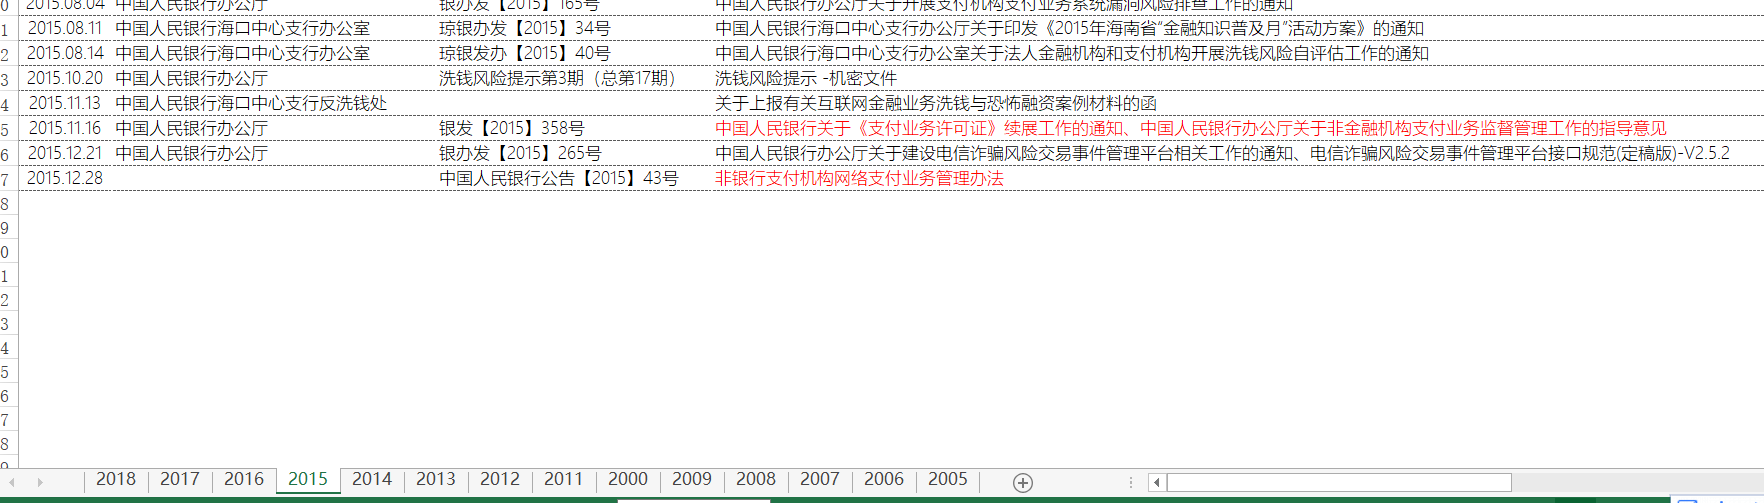 0 2015.08.04 中国人民银行办公厅 银办发【2015】165号 中国人民银行办公厅关于开展支付机构支付业务系统漏洞风险排查工作的通知
1 2015.08.11 中国人民银行海口中心支行办公室 琼银办发【2015】34号 中国人民银行海口中心支行办公厅关于印发《2015年海南省"金融知识普及月"活动方案》的通知
2 2015.08.14 中国人民银行海口中心支行办公室 琼银发办【2015】40号 中国人民银行海口中心支行办公室关于法人金融机构和支付机构开展洗钱风险自评估工作的通知
3 2015.10.20 中国人民银行办公厅 洗钱风险提示第3期（总第17期） 洗钱风险提示 -机密文件
4 2015.11.13 中国人民银行海口中心支行反洗钱处 关于上报有关互联网金融业务洗钱与恐怖融资案例材料的函
5 2015.11.16 中国人民银行办公厅 银发【2015】358号 中国人民银行关于《支付业务许可证》续展工作的通知、中国人民银行办公厅关于非金融机构支付业务监督管理工作的指导意见
6 2015.12.21 中国人民银行办公厅 银办发【2015】265号 中国人民银行办公厅关于建设电信诈骗风险交易事件管理平台相关工作的通知、电信诈骗风险交易事件管理平台接口规范(定稿版)-V2.5.2
7 2015.12.28 中国人民银行公告【2015】43号 非银行支付机构网络支付业务管理办法
8
9
0
1
2
3
4
5
6
7
8
9
2018 2017 2016 2015 2014 2013 2012 2011 2000 2009 2008 2007 2006 2005